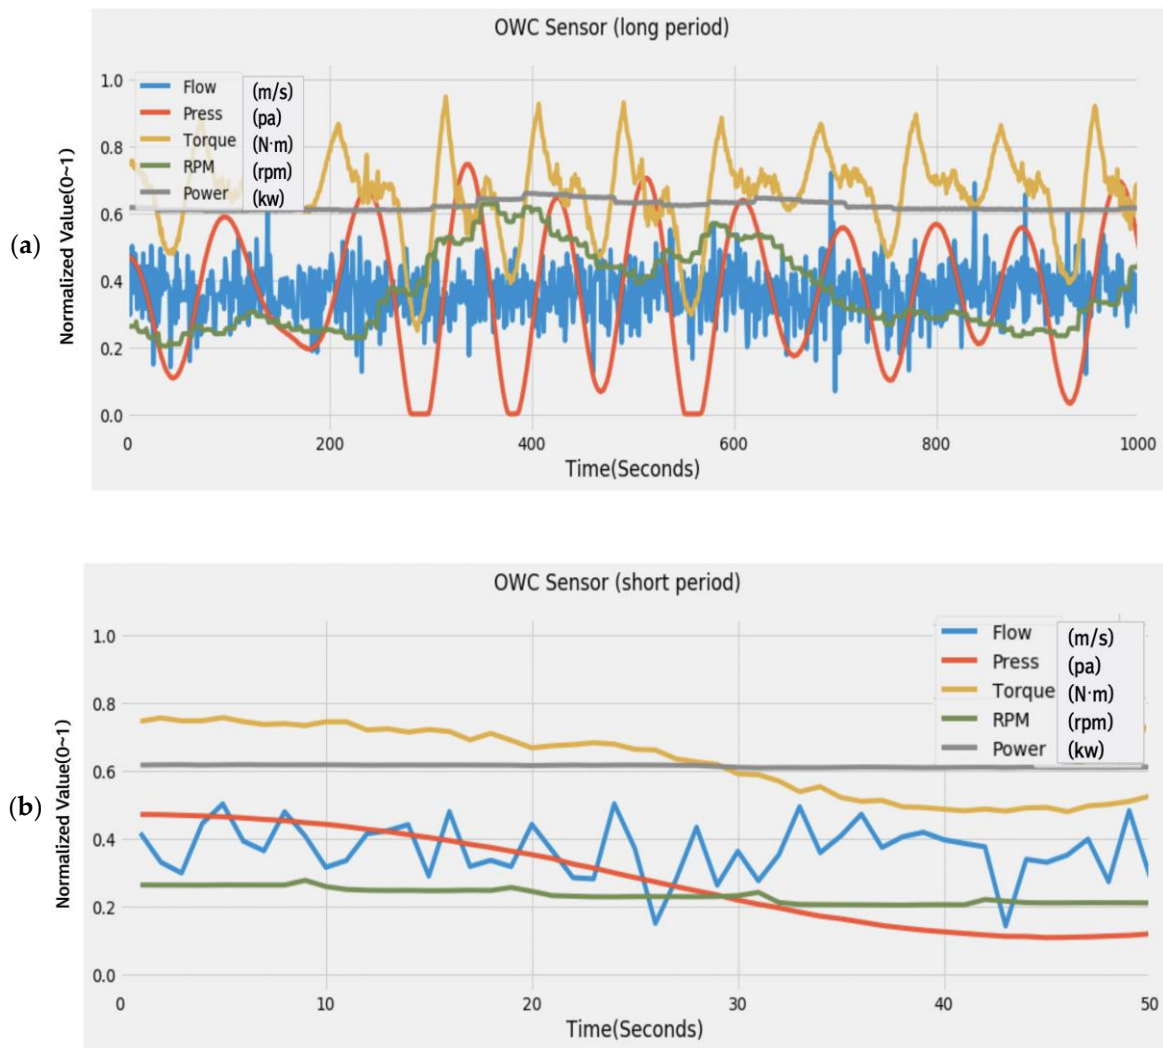 OWC Sensor (long period)
Flow (m/s)
Press (pa)
Torque (N·m)
RPM (rpm)
Power (kw)
Normalized Value(0~1)
1.0
0.8
0.6
0.4
0.2
0.0
0 200 400 600 800 1000
Time(Seconds)
(a)
OWC Sensor (short period)
Flow (m/s)
Press (pa)
Torque (N·m)
RPM (rpm)
Power (kw)
Normalized Value(0~1)
1.0
0.8
0.6
0.4
0.2
0.0
0 10 20 30 40 50
Time(Seconds)
(b)